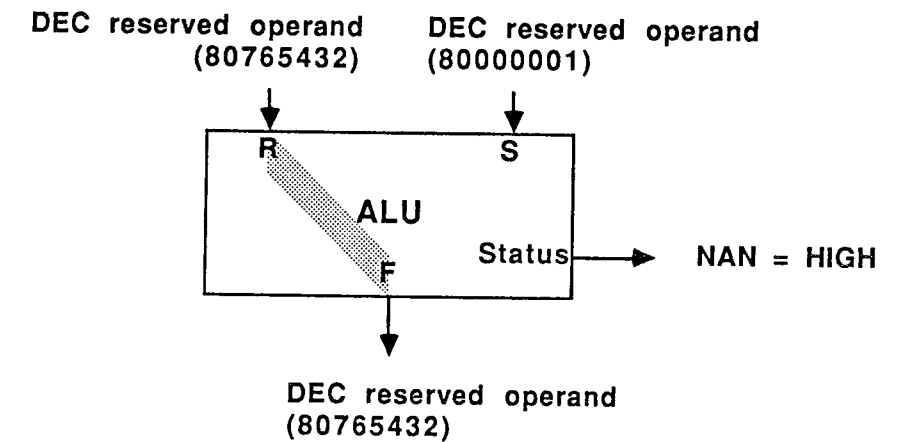 DEC reserved operand
(80765432)
DEC reserved operand
(80000001)
R
S
ALU
Status
NAN = HIGH
F
DEC reserved operand
(80765432)